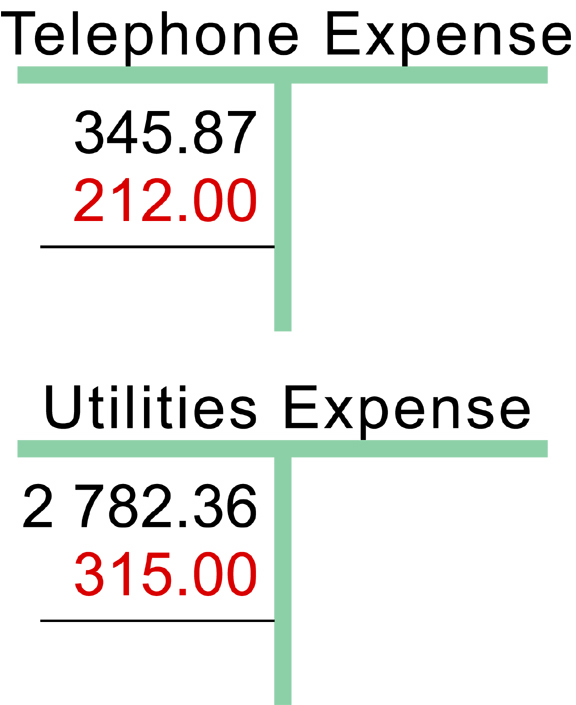 Telephone Expense
345.87
212.00
Utilities Expense
2 782.36
315.00